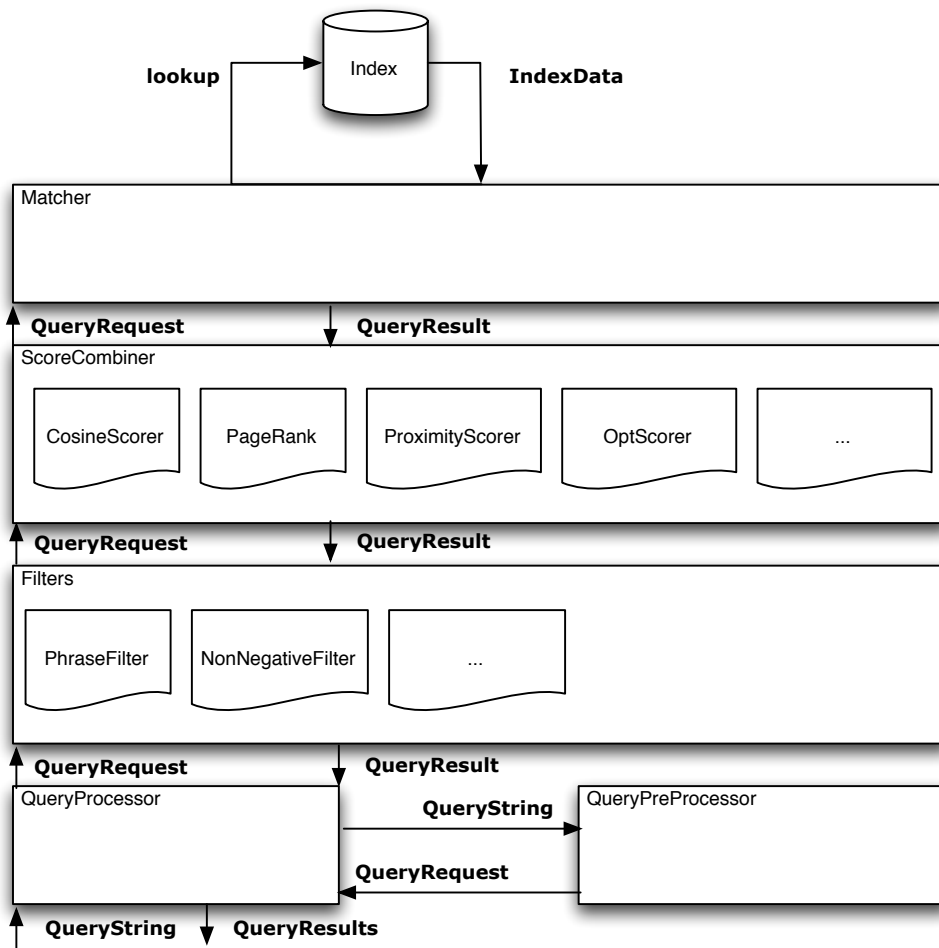 lookup
Index
IndexData
Matcher
QueryRequest
QueryResult
ScoreCombiner
CosineScorer
PageRank
ProximityScorer
OptScorer
...
QueryRequest
QueryResult
Filters
PhraseFilter
NonNegativeFilter
...
QueryRequest
QueryResult
QueryProcessor
QueryPreProcessor
QueryString
QueryRequest
QueryString
QueryResults